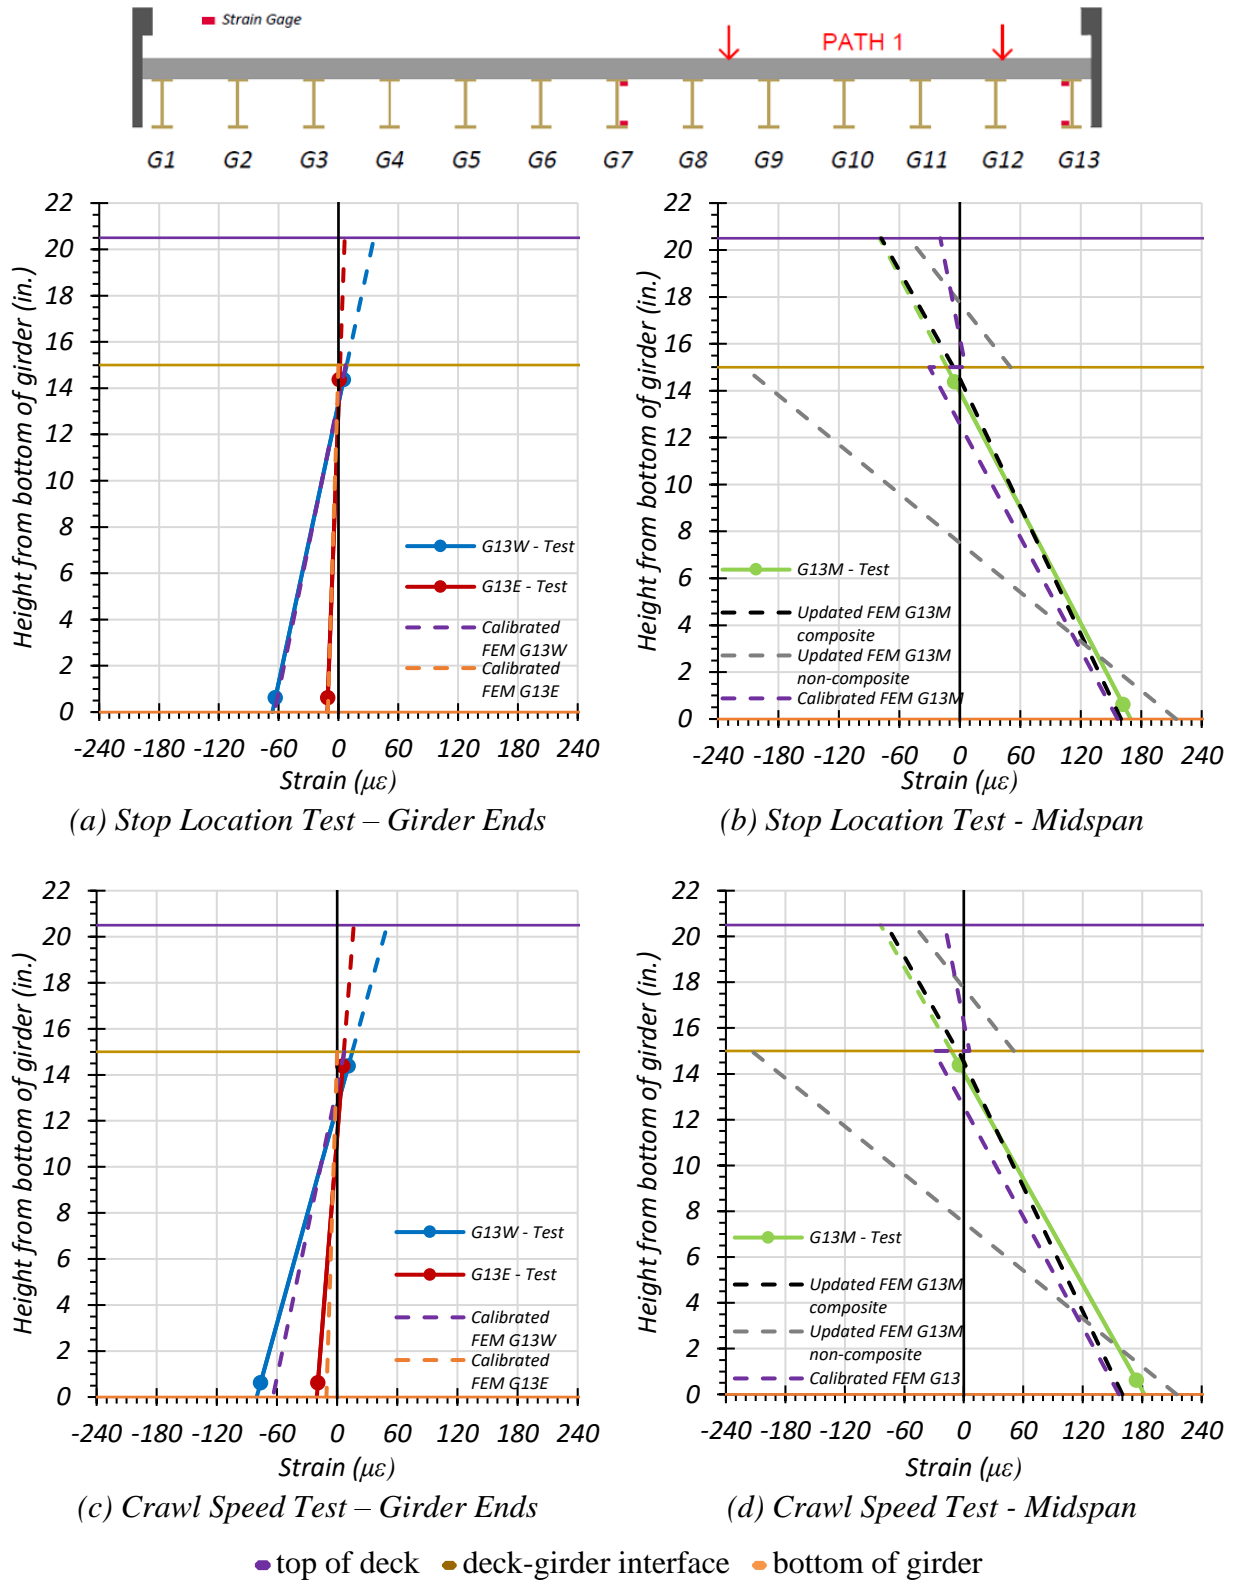 Strain Gage
PATH 1
G1 G2 G3 G4 G5 G6 G7 G8 G9 G10 G11 G12 G13
Height from bottom of girder (in.)
22
20
18
16
14
12
10
8
6
4
2
0
G13W - Test
G13E - Test
Calibrated
FEM G13W
Calibrated
FEM G13E
-240 -180 -120 -60 0 60 120 180 240
Strain (με)
(a) Stop Location Test – Girder Ends
Height from bottom of girder (in.)
22
20
18
16
14
12
10
8
6
4
2
0
G13M - Test
Updated FEM G13M
composite
Updated FEM G13M
non-composite
Calibrated FEM G13M
-240 -180 -120 -60 0 60 120 180 240
Strain (με)
(b) Stop Location Test - Midspan
Height from bottom of girder (in.)
22
20
18
16
14
12
10
8
6
4
2
0
G13W - Test
G13E - Test
Calibrated
FEM G13W
Calibrated
FEM G13E
-240 -180 -120 -60 0 60 120 180 240
Strain (με)
(c) Crawl Speed Test – Girder Ends
Height from bottom of girder (in.)
22
20
18
16
14
12
10
8
6
4
2
0
G13M - Test
Updated FEM G13M
composite
Updated FEM G13M
non-composite
Calibrated FEM G13
-240 -180 -120 -60 0 60 120 180 240
Strain (με)
(d) Crawl Speed Test - Midspan
top of deck deck-girder interface bottom of girder